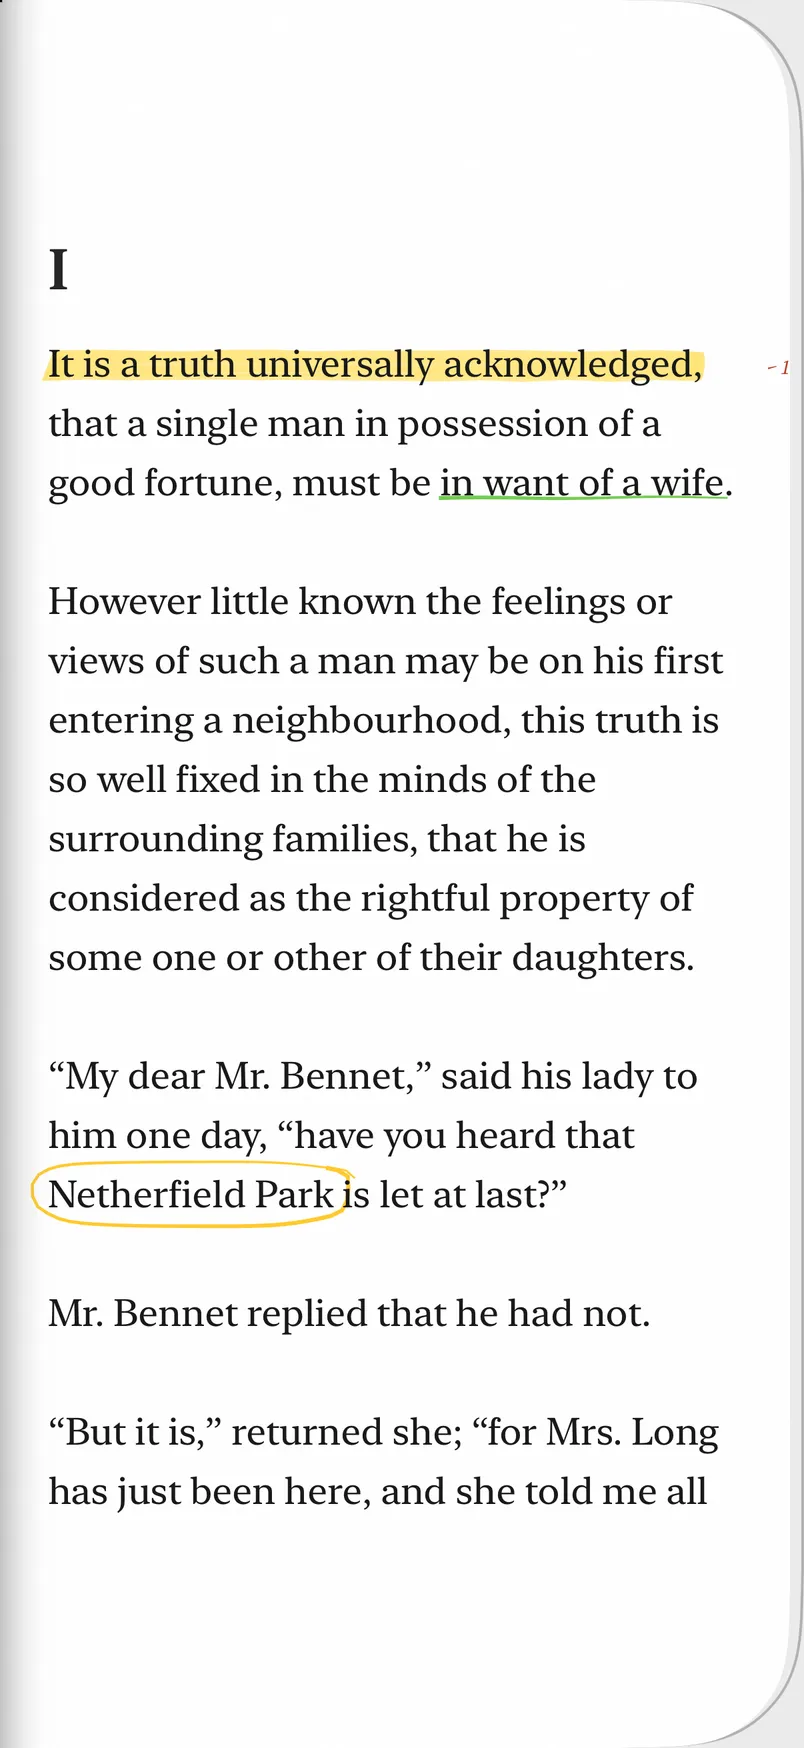 I
It is a truth universally acknowledged,
-1
that a single man in possession of a
good fortune, must be in want of a wife.
However little known the feelings or
views of such a man may be on his first
entering a neighbourhood, this truth is
so well fixed in the minds of the
surrounding families, that he is
considered as the rightful property of
some one or other of their daughters.
“My dear Mr. Bennet,” said his lady to
him one day, “have you heard that
Netherfield Park is let at last?”
Mr. Bennet replied that he had not.
“But it is,” returned she; “for Mrs. Long
has just been here, and she told me all